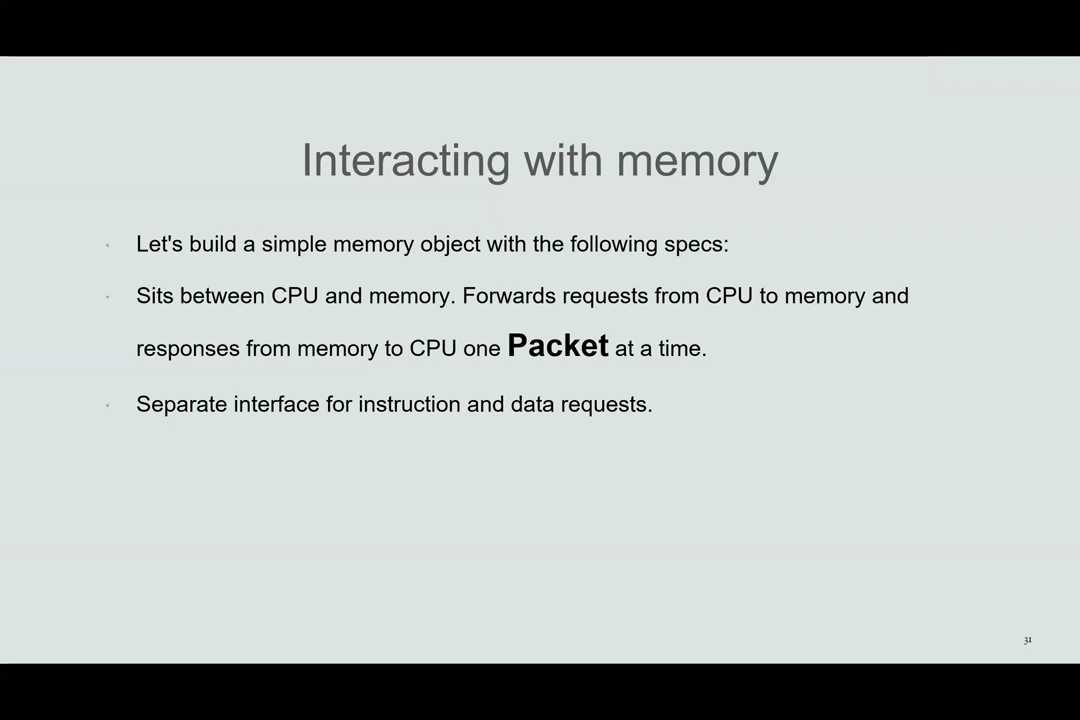 Interacting with memory
· Let's build a simple memory object with the following specs:
· Sits between CPU and memory. Forwards requests from CPU to memory and
responses from memory to CPU one Packet at a time.
· Separate interface for instruction and data requests.
31